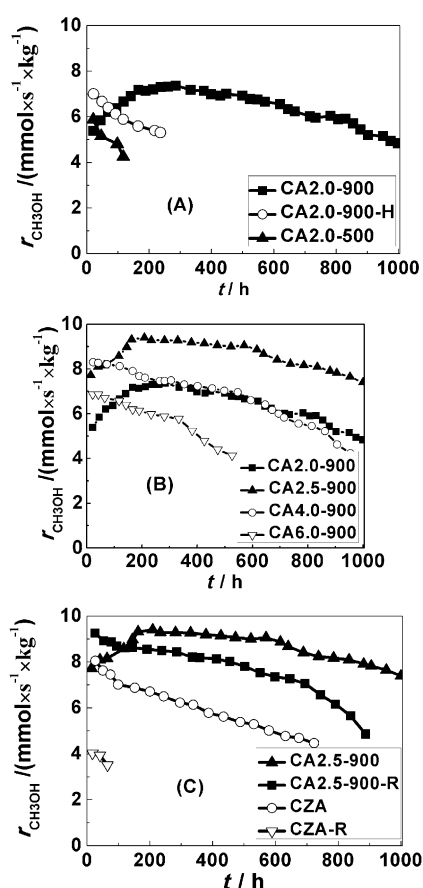 r CH3OH /(mmol×s⁻¹×kg⁻¹)
8
6
4
2
0
(A)
CA2.0-900
CA2.0-900-H
CA2.0-500
0 200 400 600 800 1000
t / h
r CH3OH /(mmol×s⁻¹×kg⁻¹)
10
8
6
4
2
0
(B)
CA2.0-900
CA2.5-900
CA4.0-900
CA6.0-900
0 200 400 600 800 1000
t / h
r CH3OH /(mmol×s⁻¹×kg⁻¹)
10
8
6
4
2
0
(C)
CA2.5-900
CA2.5-900-R
CZA
CZA-R
0 200 400 600 800 1000
t / h